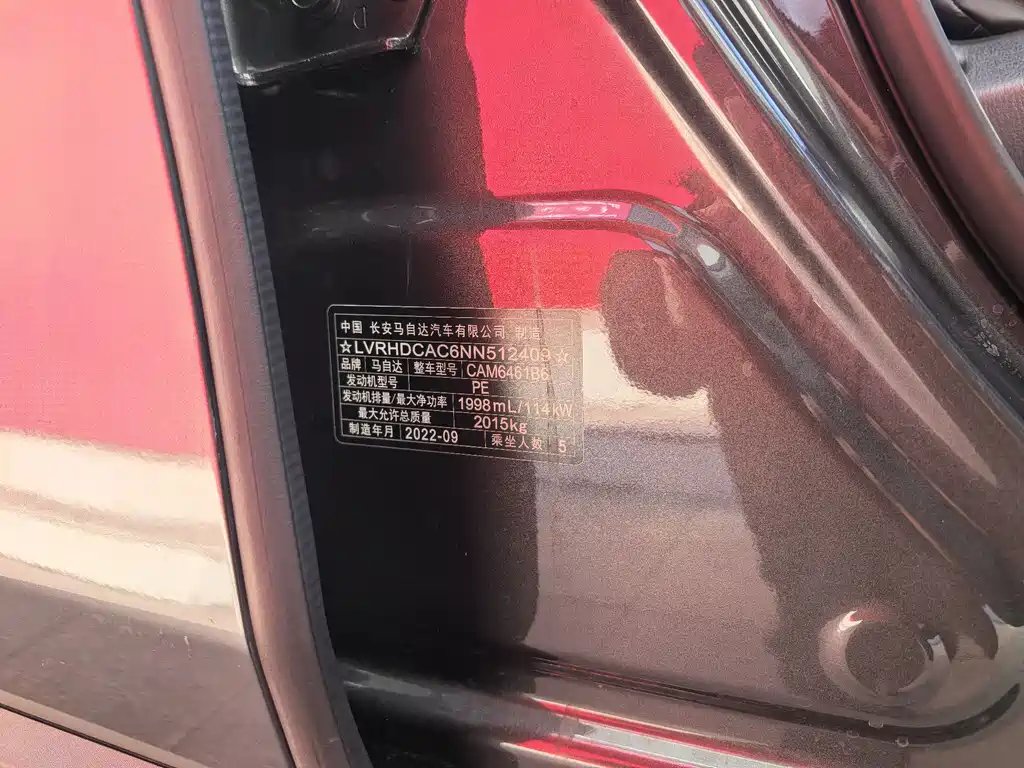 中国 长安马自达汽车有限公司 制造
☆LVRHDCAC6NN512409☆
品牌 马自达 整车型号 CAM6461B6
发动机型号 PE
发动机排量/最大净功率 1998mL/114kW
最大允许总质量 2015kg
制造年月 2022-09 乘坐人数 5